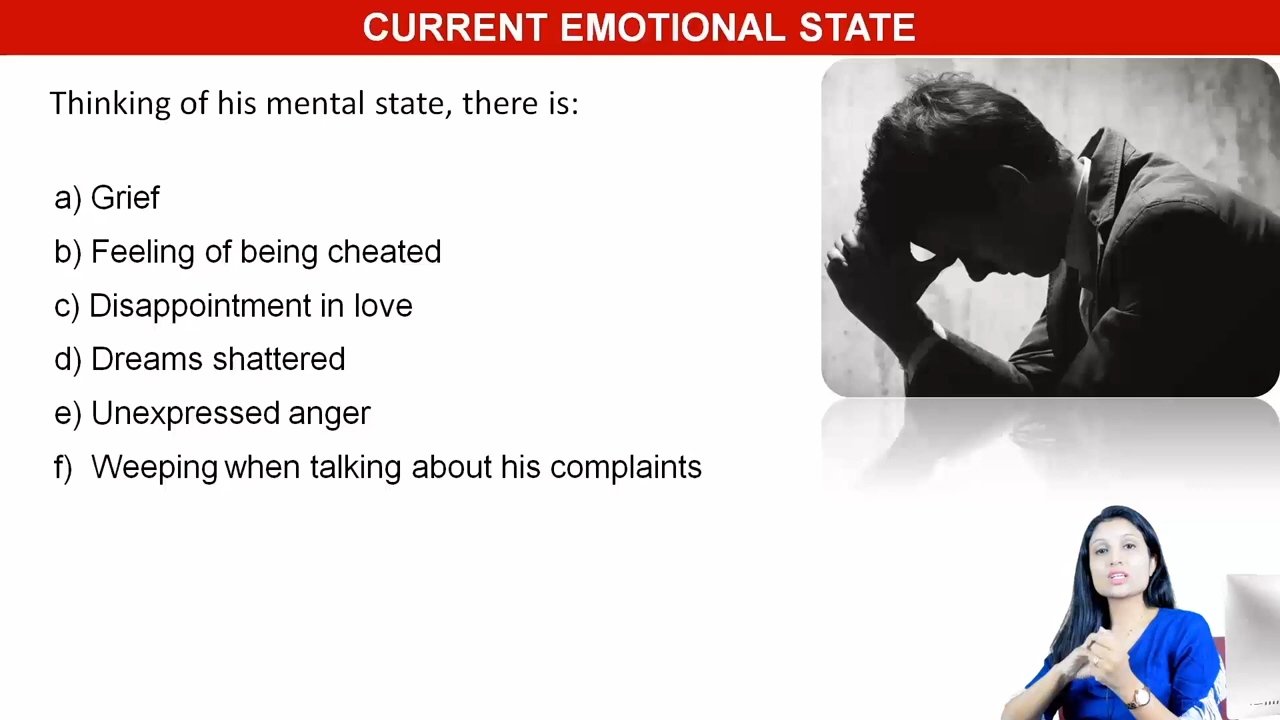 CURRENT EMOTIONAL STATE
Thinking of his mental state, there is:
a) Grief
b) Feeling of being cheated
c) Disappointment in love
d) Dreams shattered
e) Unexpressed anger
f) Weeping when talking about his complaints